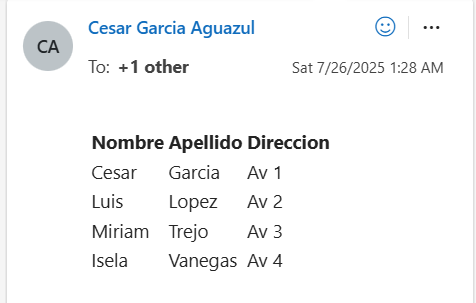 CA
Cesar Garcia Aguazul
To: +1 other
Sat 7/26/2025 1:28 AM
Nombre Apellido Direccion
Cesar Garcia Av 1
Luis Lopez Av 2
Miriam Trejo Av 3
Isela Vanegas Av 4